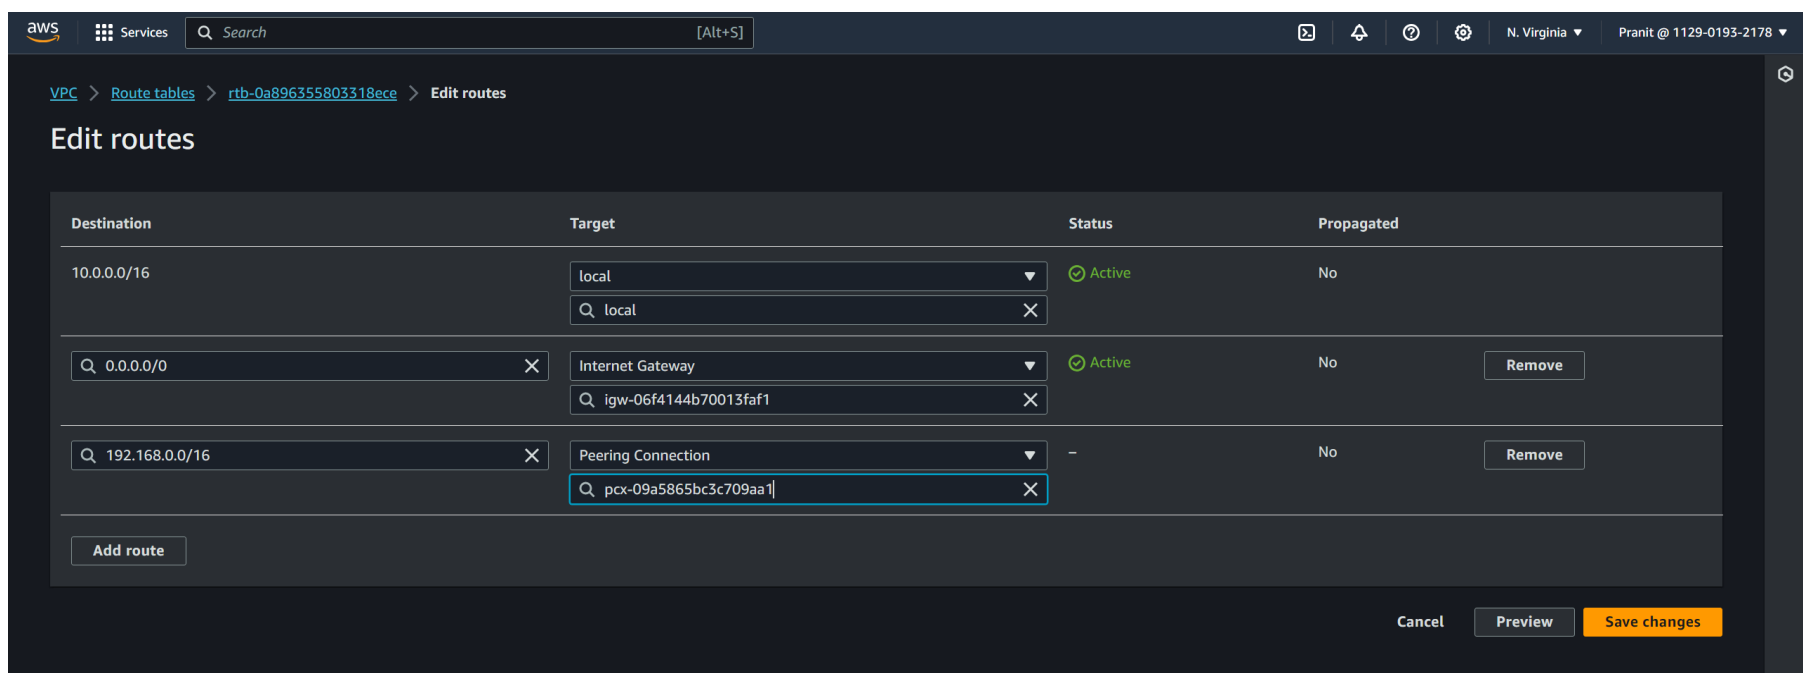 aws Services Search [Alt+S] N. Virginia ▼ Pranit @ 1129-0193-2178 ▼
VPC > Route tables > rtb-0a896355803318ece > Edit routes
Edit routes
Destination Target Status Propagated
10.0.0.0/16 local Active No
local
0.0.0.0/0 Internet Gateway Active No Remove
igw-06f4144b70013faf1
192.168.0.0/16 Peering Connection – No Remove
pcx-09a5865bc3c709aa1
Add route
Cancel Preview Save changes